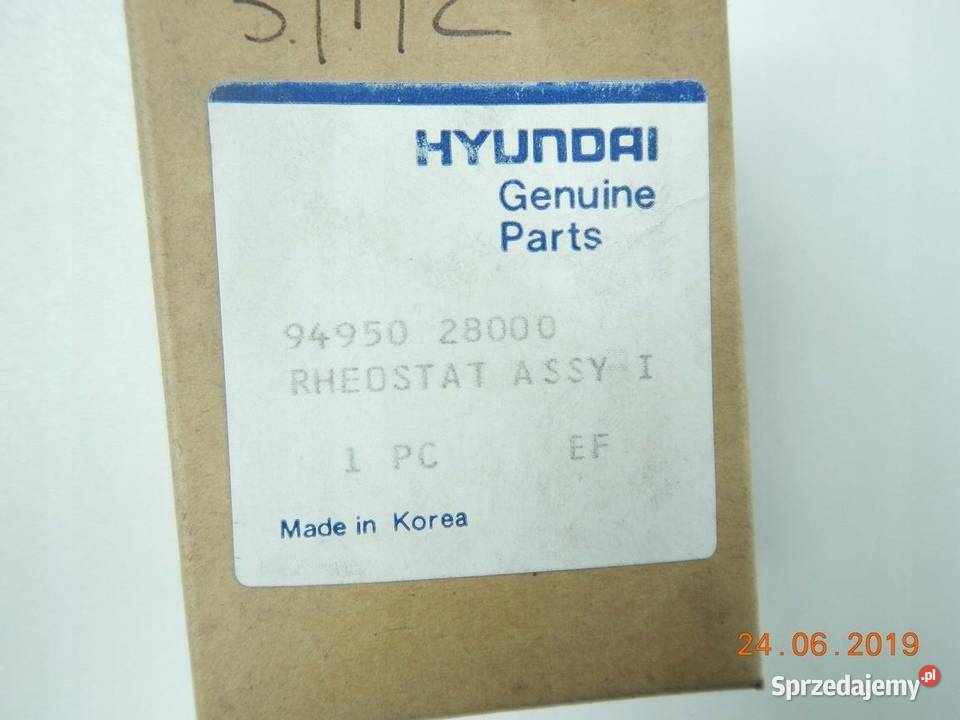 HYUNDAI
Genuine
Parts
94950 28000
RHEOSTAT ASSY-I
1 PC EF
Made in Korea
24.06.2019
Sprzedajemy.pl